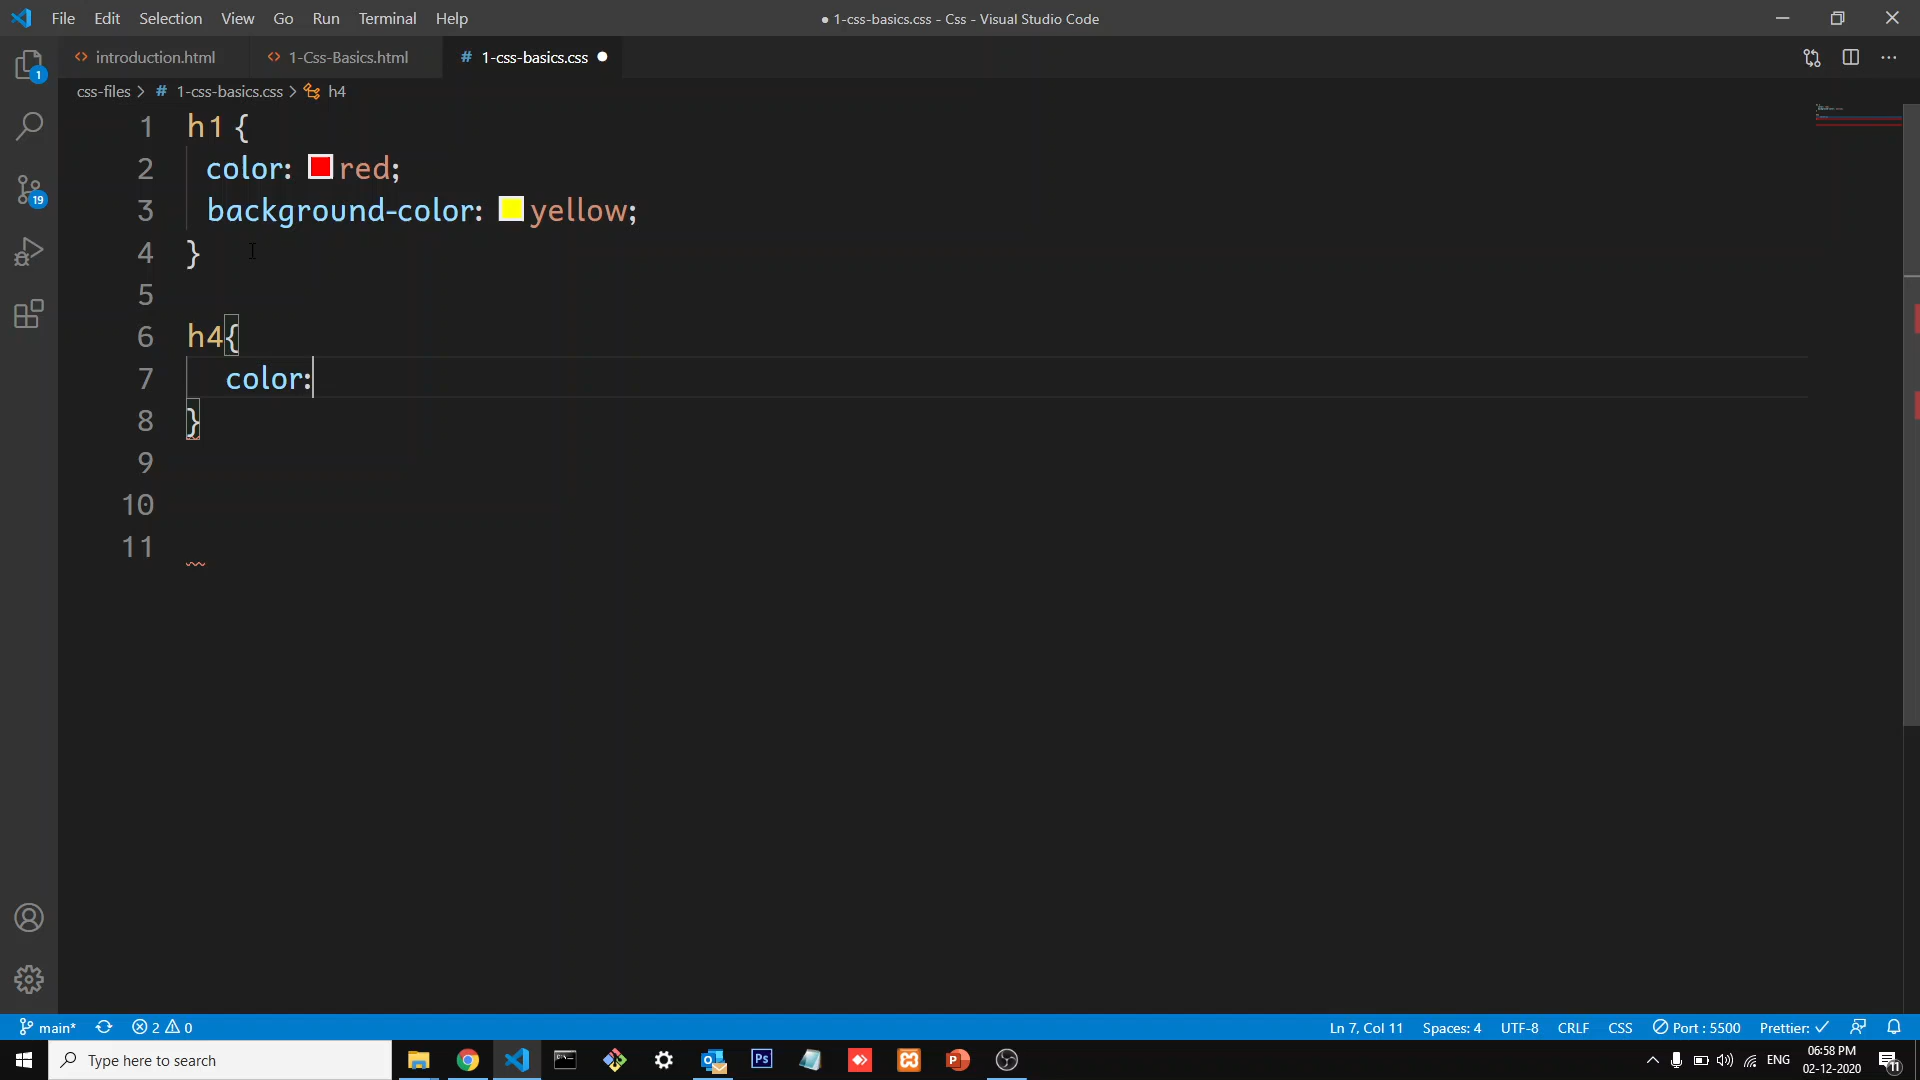 File Edit Selection View Go Run Terminal Help
● 1-css-basics.css - Css - Visual Studio Code
introduction.html
1-Css-Basics.html
# 1-css-basics.css
css-files > # 1-css-basics.css > h4
1 h1 {
2 color: red;
3 background-color: yellow;
4 }
5
6 h4{
7 color:
8 }
9
10
11
1
19
main* 2 0
Ln 7, Col 11 Spaces: 4 UTF-8 CRLF CSS Port : 5500 Prettier: ✓
Type here to search
Ps
ENG
06:58 PM
02-12-2020
11